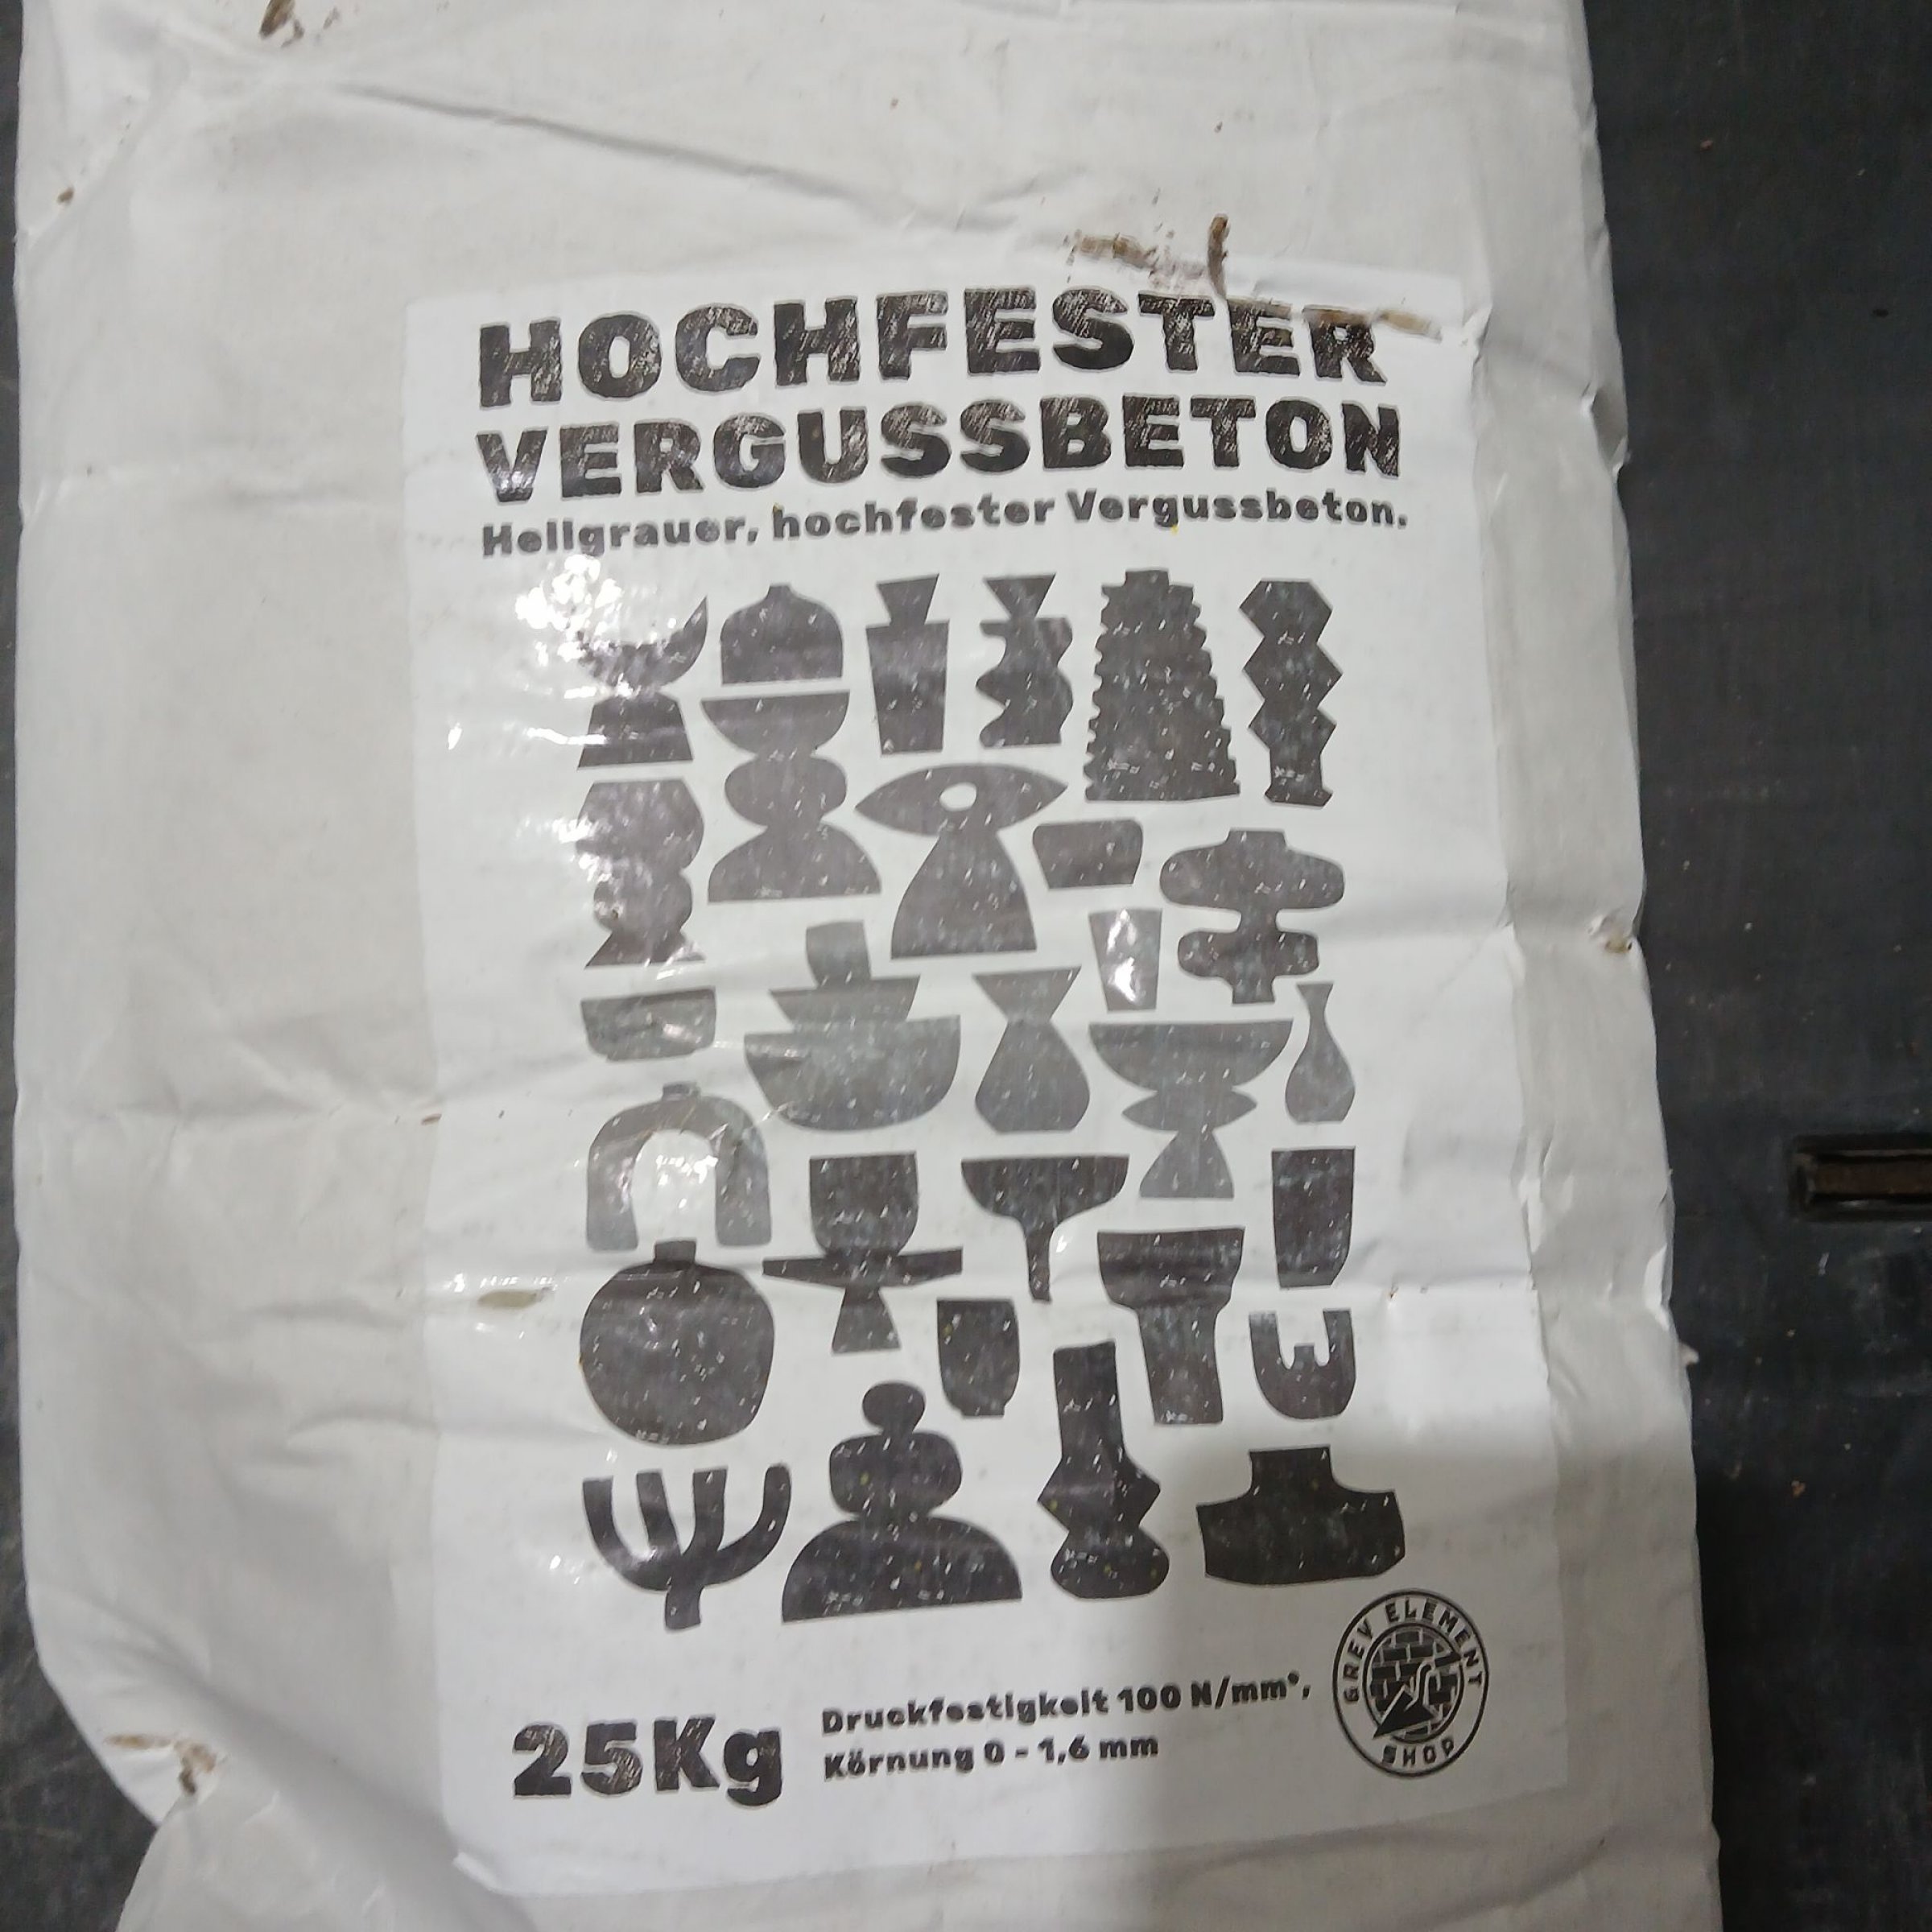 HOCHFESTER
VERGUSSBETON
Hellgrauer, hochfester Vergussbeton.
25Kg
Druckfestigkeit 100 N/mm²,
Körnung 0 - 1,6 mm
GREY ELEMENT
SHOP